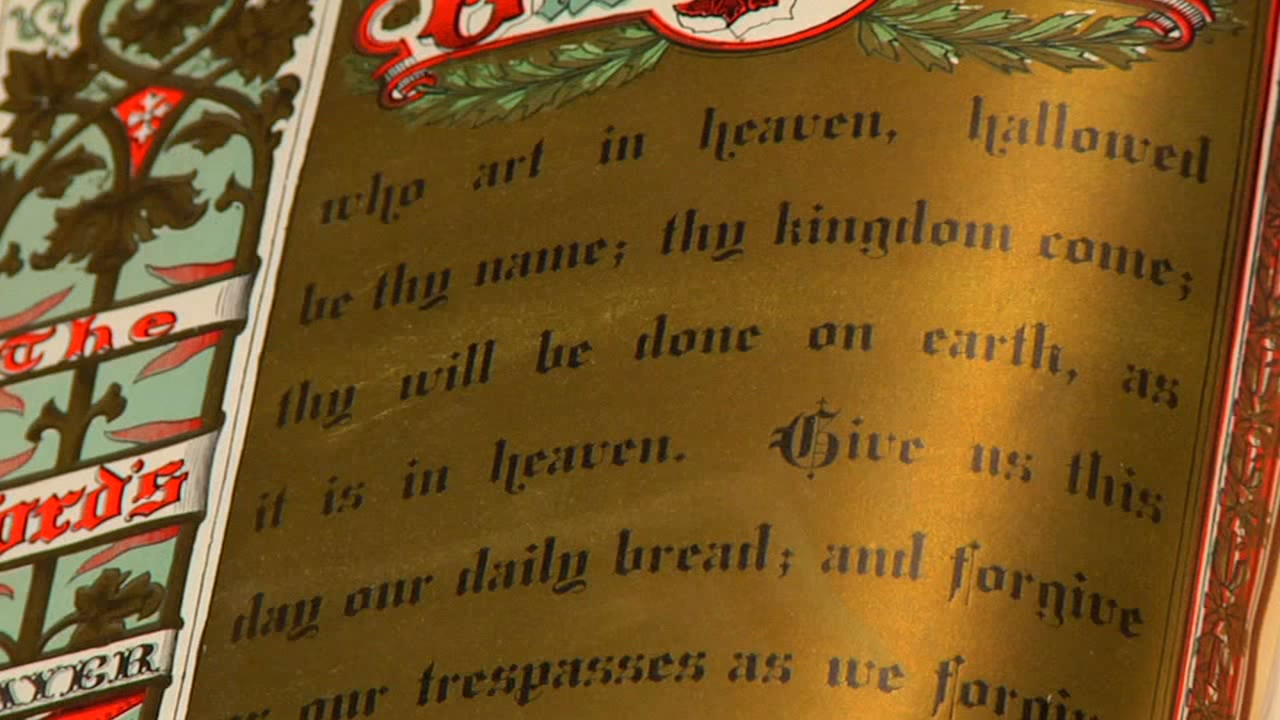 The
who art in heaven, hallowed
be thy name; thy kingdom come;
thy will be done on earth, as
it is in heaven. Give us this
day our daily bread; and forgive
our trespasses as we